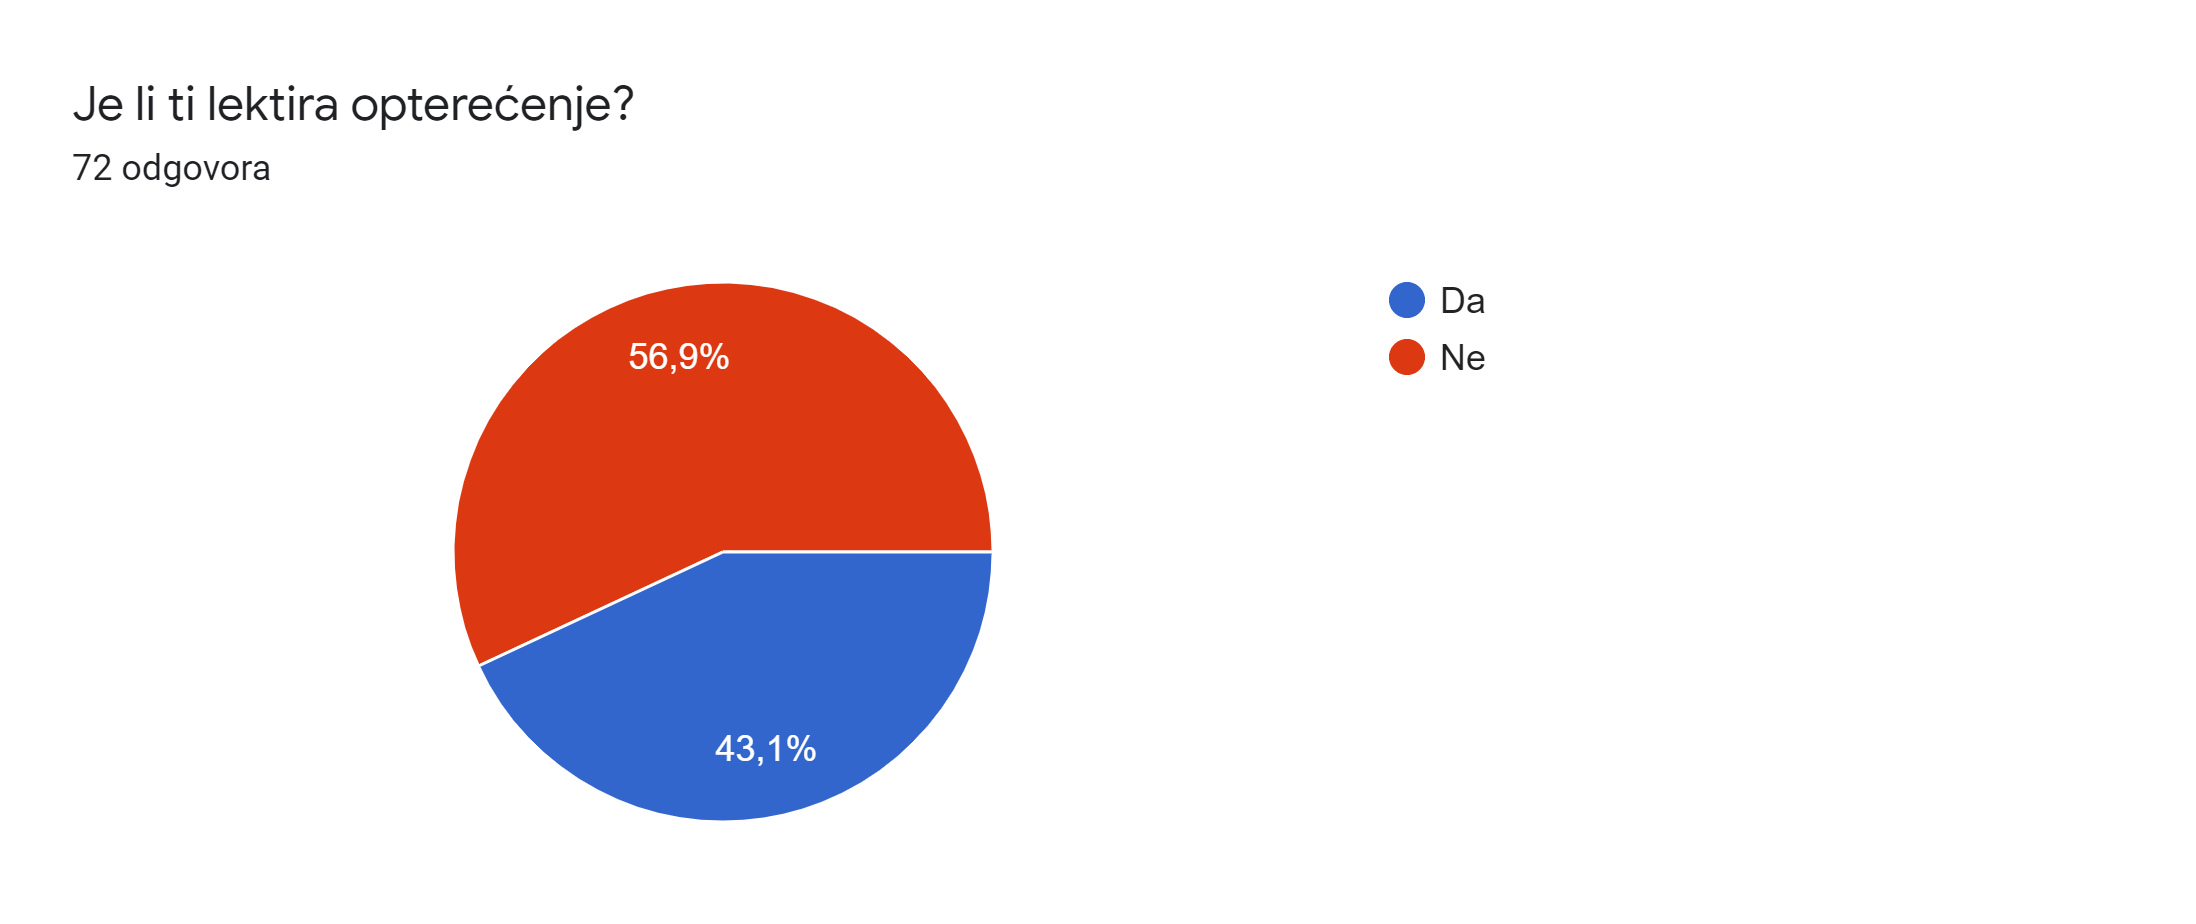 Je li ti lektira opterećenje?
72 odgovora
Da
Ne
56,9%
43,1%